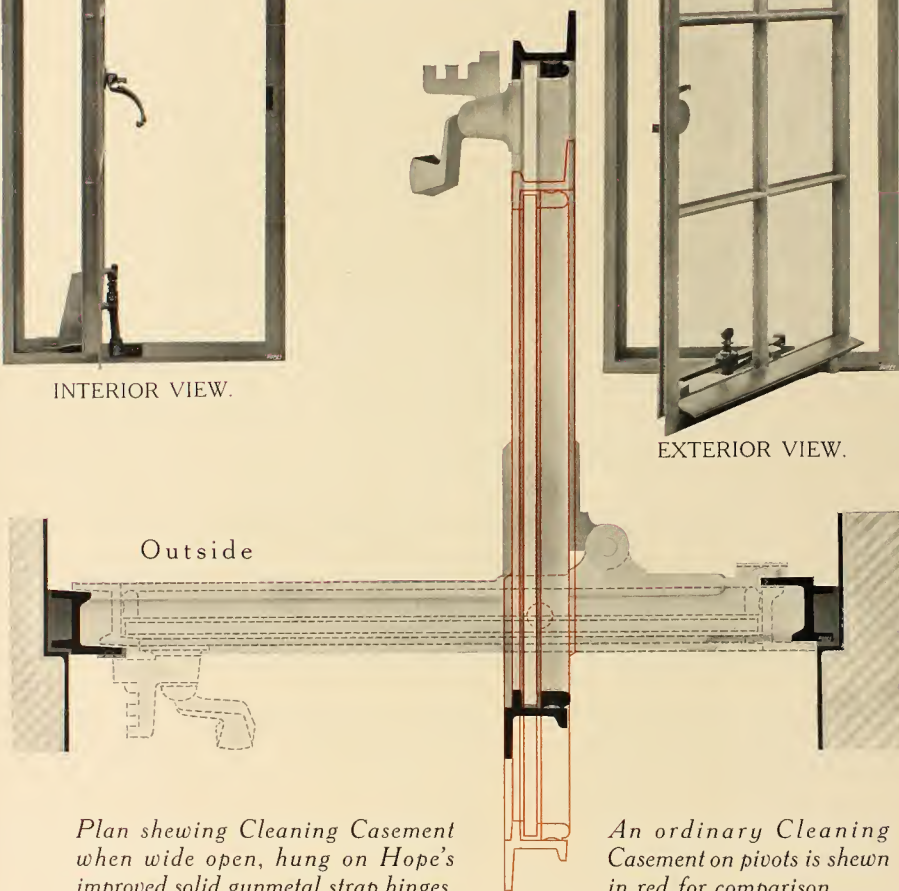 INTERIOR VIEW.
EXTERIOR VIEW.
Outside
Plan shewing Cleaning Casement
when wide open, hung on Hope's
improved solid gunmetal strap hinges
An ordinary Cleaning
Casement on pivots is shewn
in red for comparison